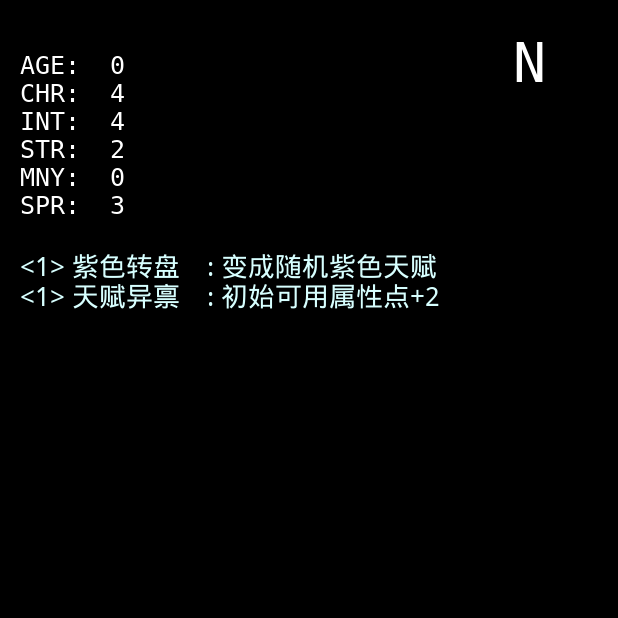 N
AGE: 0
CHR: 4
INT: 4
STR: 2
MNY: 0
SPR: 3
<1> 紫色转盘 : 变成随机紫色天赋
<1> 天赋异禀 : 初始可用属性点+2